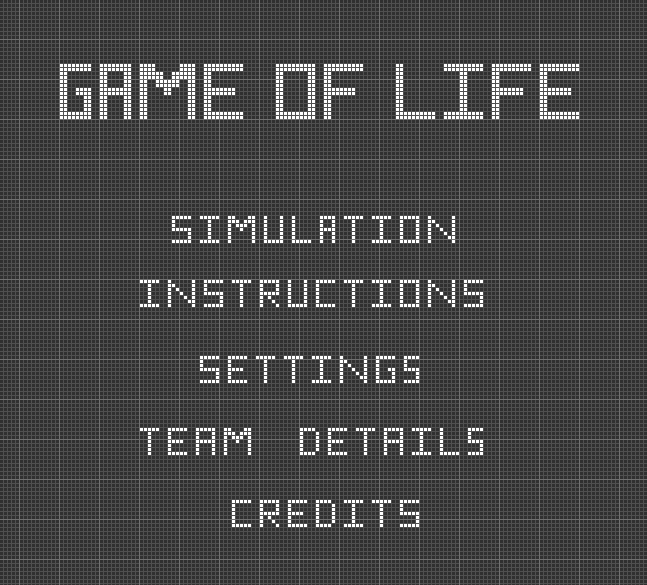 GAME OF LIFE
SIMULATION
INSTRUCTIONS
SETTINGS
TEAM DETAILS
CREDITS